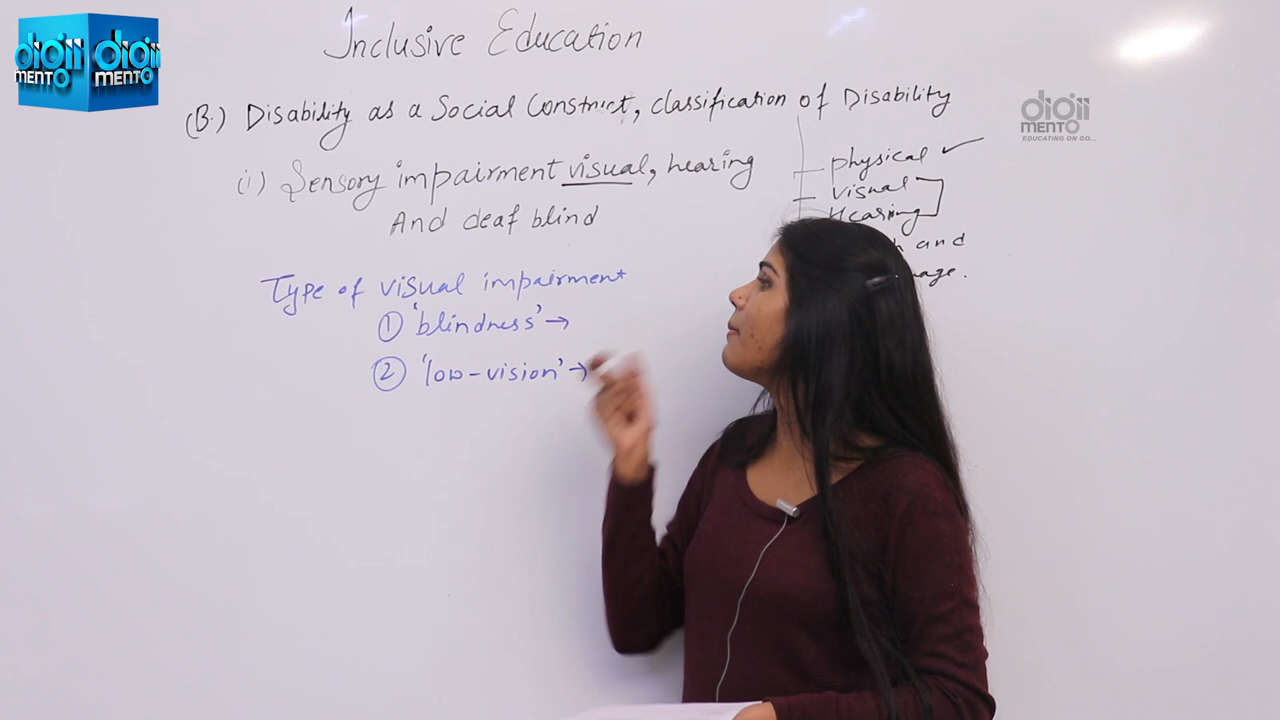 digii digii
MENTO MENTO
Inclusive Education
(B.) Disability as a Social Construct, classification of Disability
digii
MENTO
EDUCATING ON GO...
(i) Sensory impairment visual, hearing
And deaf blind
physical ✓
visual
Hearing
and
Type of visual impairment
① 'blindness' →
② 'low-vision' →